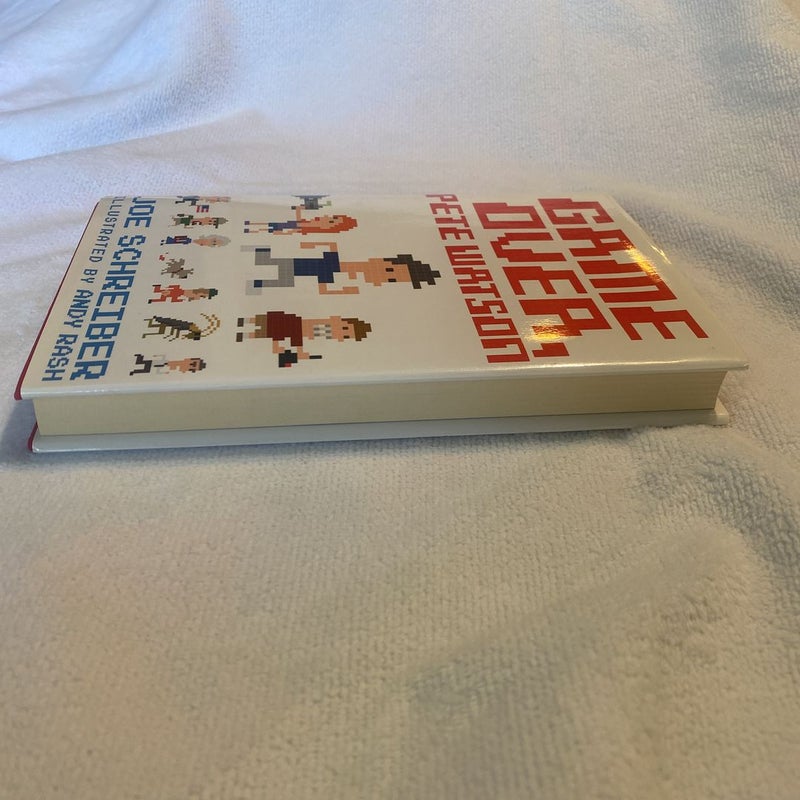 GAME
OVER,
PETE WATSON
JOE SCHREIBER
ILLUSTRATED BY ANDY RASH